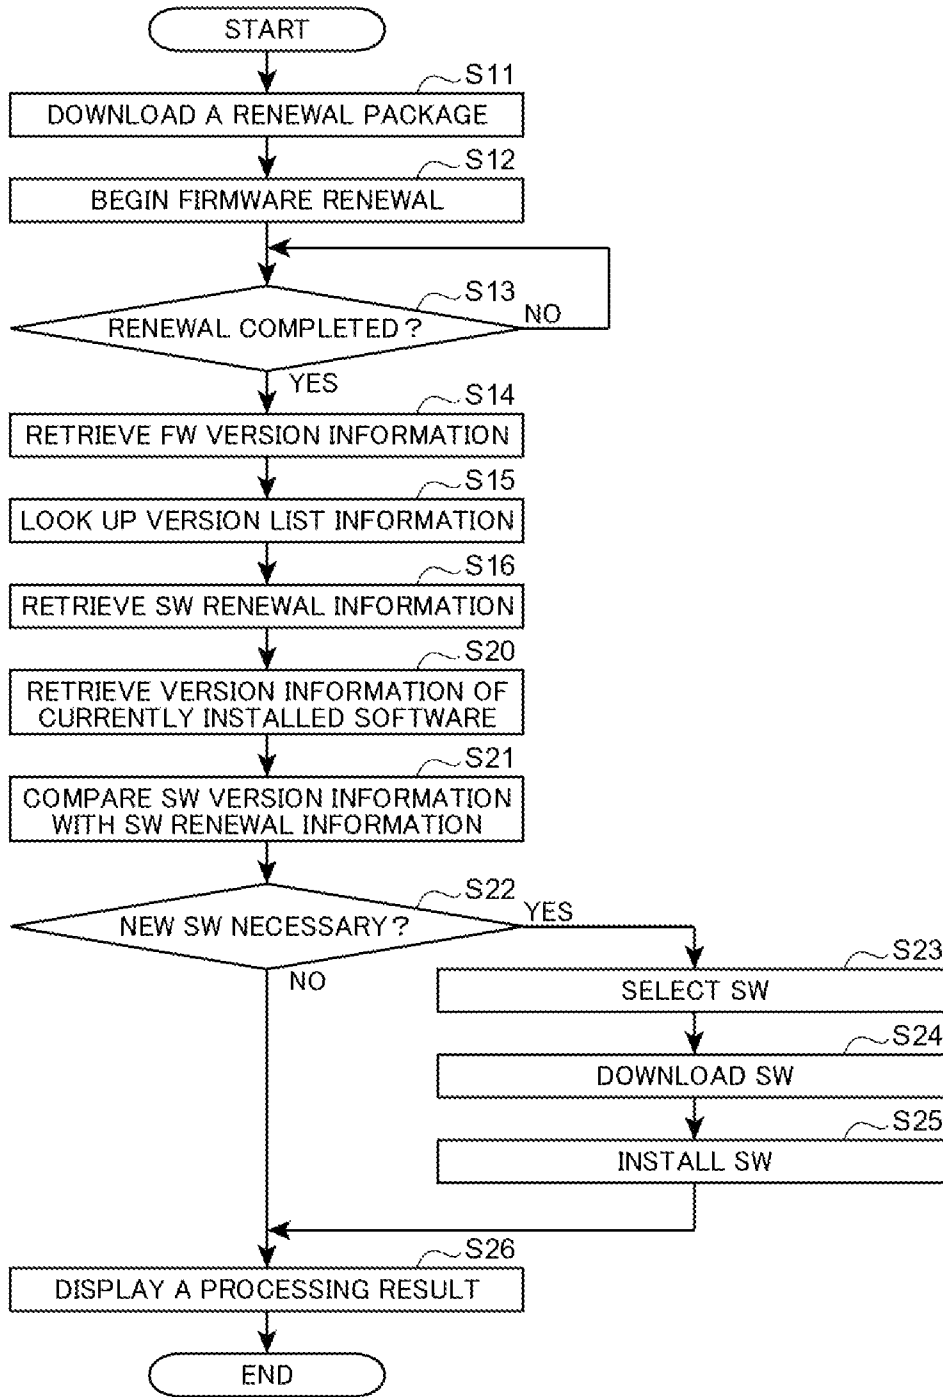 START
S11
DOWNLOAD A RENEWAL PACKAGE
S12
BEGIN FIRMWARE RENEWAL
S13
RENEWAL COMPLETED?
NO
YES
S14
RETRIEVE FW VERSION INFORMATION
S15
LOOK UP VERSION LIST INFORMATION
S16
RETRIEVE SW RENEWAL INFORMATION
S20
RETRIEVE VERSION INFORMATION OF
CURRENTLY INSTALLED SOFTWARE
S21
COMPARE SW VERSION INFORMATION
WITH SW RENEWAL INFORMATION
S22
NEW SW NECESSARY?
YES
NO
S23
SELECT SW
S24
DOWNLOAD SW
S25
INSTALL SW
S26
DISPLAY A PROCESSING RESULT
END